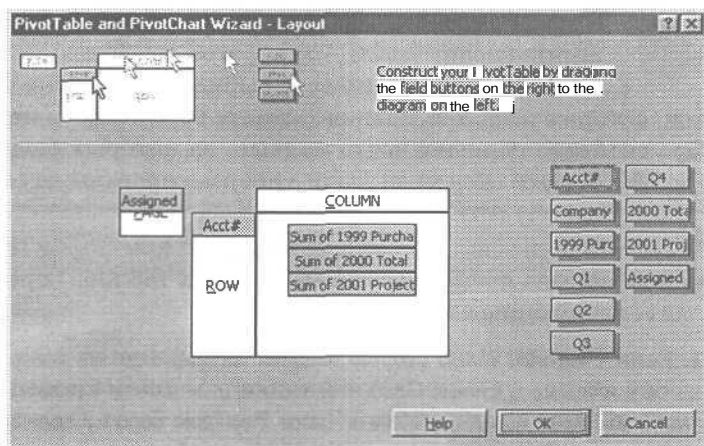 PivotTable and PivotChart Wizard - Layout
Construct your PivotTable by dragging
the field buttons on the right to the
diagram on the left.
Acct#
Q4
Assigned
PAGE
COLUMN
Company
2000 Tota
Acct#
Sum of 1999 Purcha
1999 Purc
2001 Proj
Sum of 2000 Total
ROW
Sum of 2001 Project
Q1
Assigned
Q2
Q3
Help
OK
Cancel